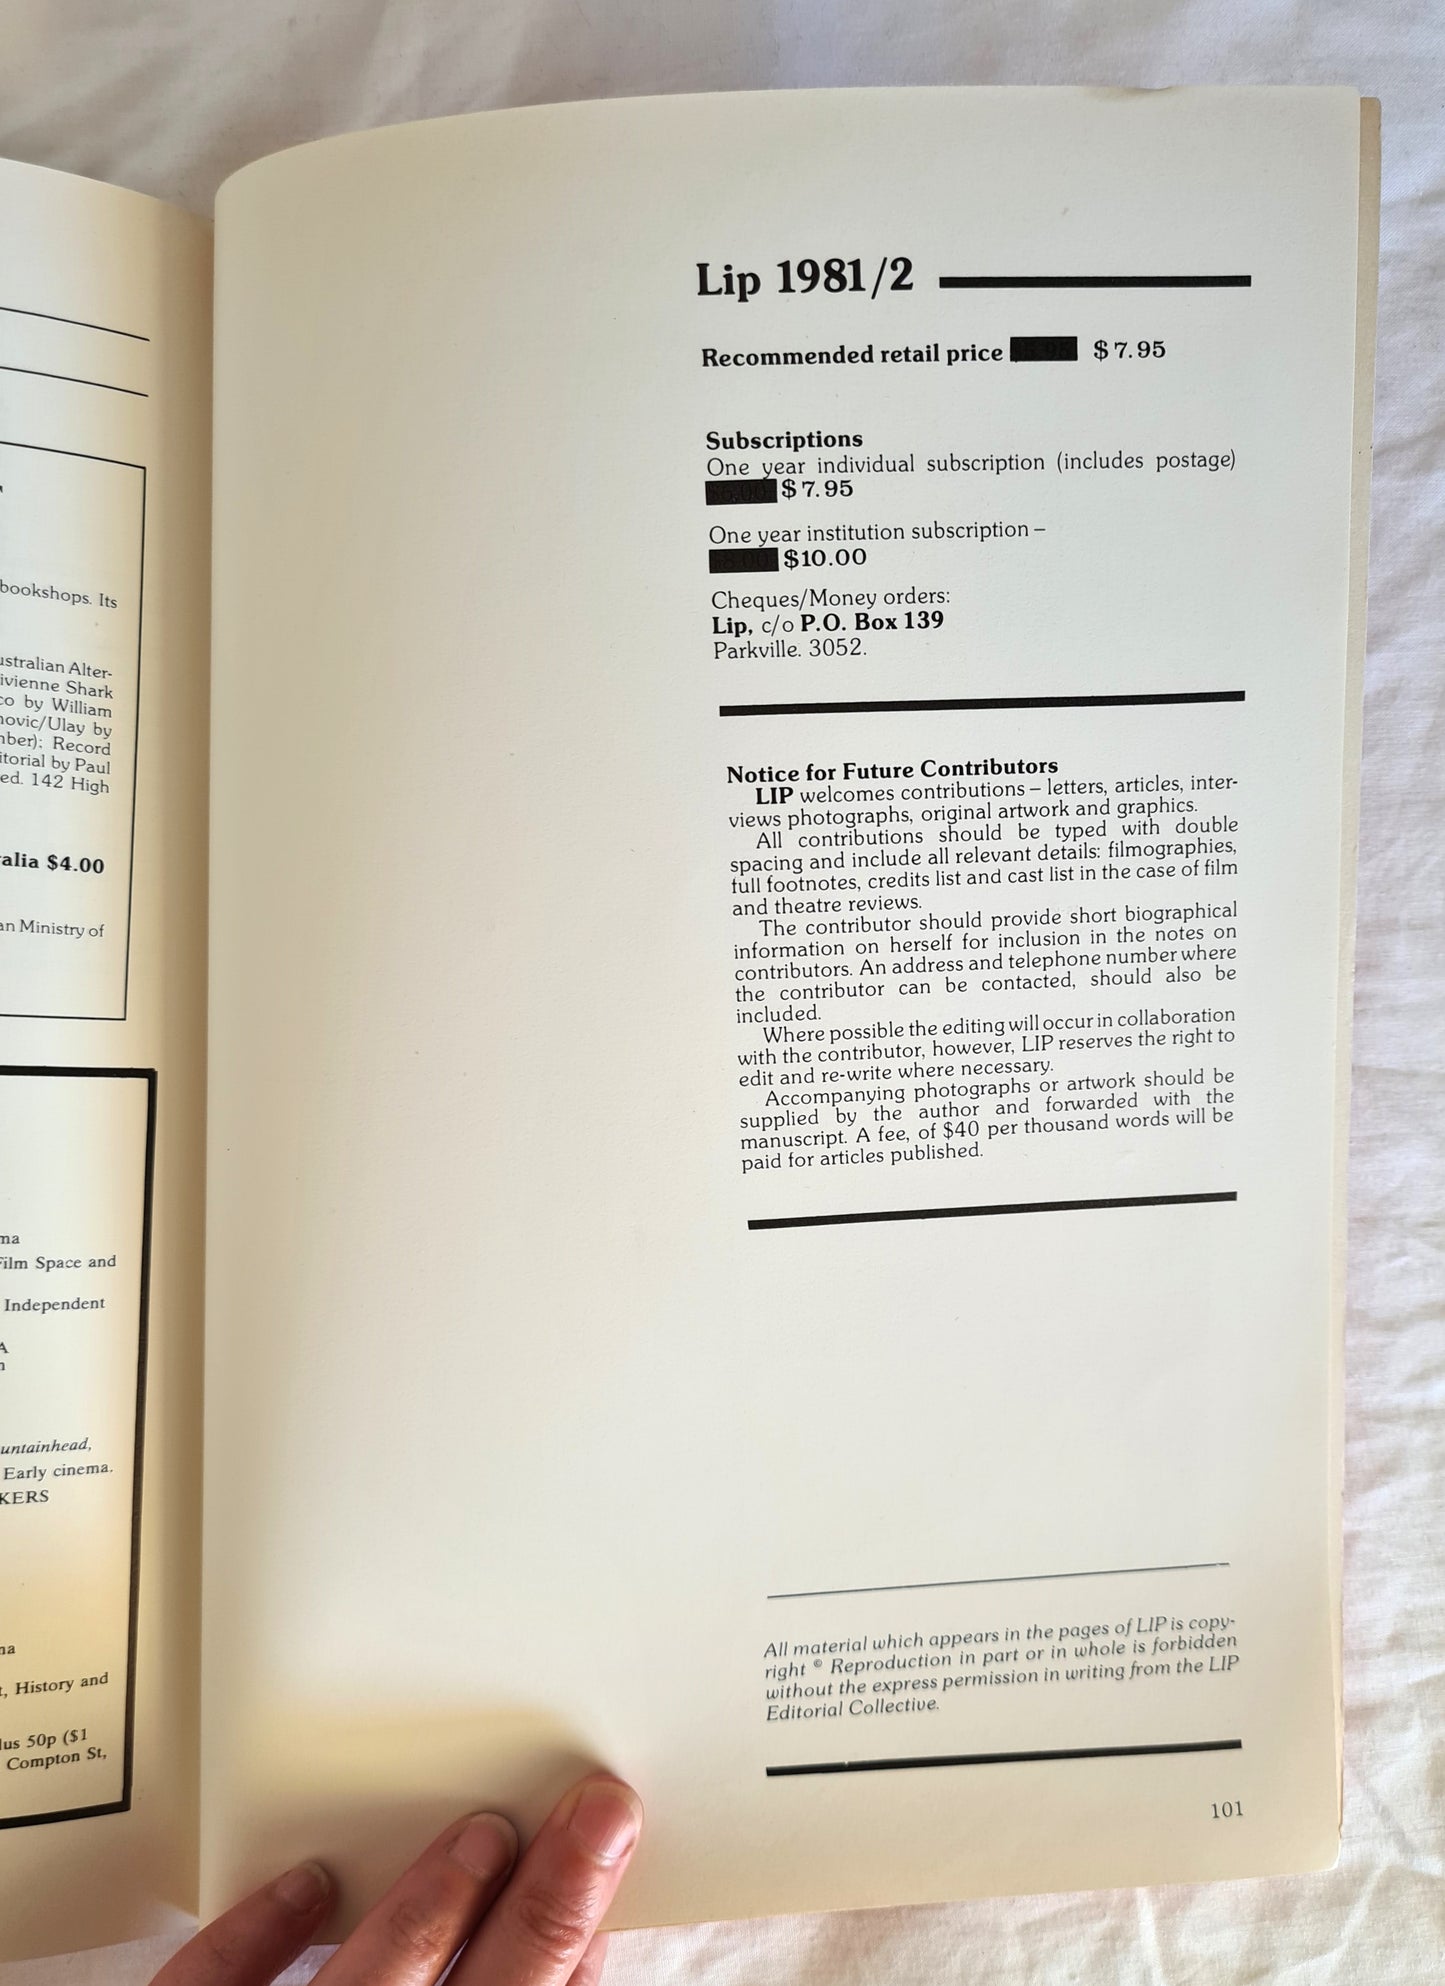 bookshops. Its
ustralian Alter-
ivienne Shark
co by William
novic/Ulay by
nber); Record
itorial by Paul
ed. 142 High
alia $4.00
an Ministry of
na
Film Space and
Independent
A
n
untainhead,
Early cinema.
KERS
na
t, History and
lus 50p ($1
Compton St,
Lip 1981/2
Recommended retail price 5.95 $7.95
Subscriptions
One year individual subscription (includes postage)
$6.00 $7.95
One year institution subscription –
$10.00
Cheques/Money orders:
Lip, c/o P.O. Box 139
Parkville. 3052.
Notice for Future Contributors
LIP welcomes contributions – letters, articles, inter-
views photographs, original artwork and graphics.
All contributions should be typed with double
spacing and include all relevant details: filmographies,
full footnotes, credits list and cast list in the case of film
and theatre reviews.
The contributor should provide short biographical
information on herself for inclusion in the notes on
contributors. An address and telephone number where
the contributor can be contacted, should also be
included.
Where possible the editing will occur in collaboration
with the contributor, however, LIP reserves the right to
edit and re-write where necessary.
Accompanying photographs or artwork should be
supplied by the author and forwarded with the
manuscript. A fee, of $40 per thousand words will be
paid for articles published.
All material which appears in the pages of LIP is copy-
right © Reproduction in part or in whole is forbidden
without the express permission in writing from the LIP
Editorial Collective.
101